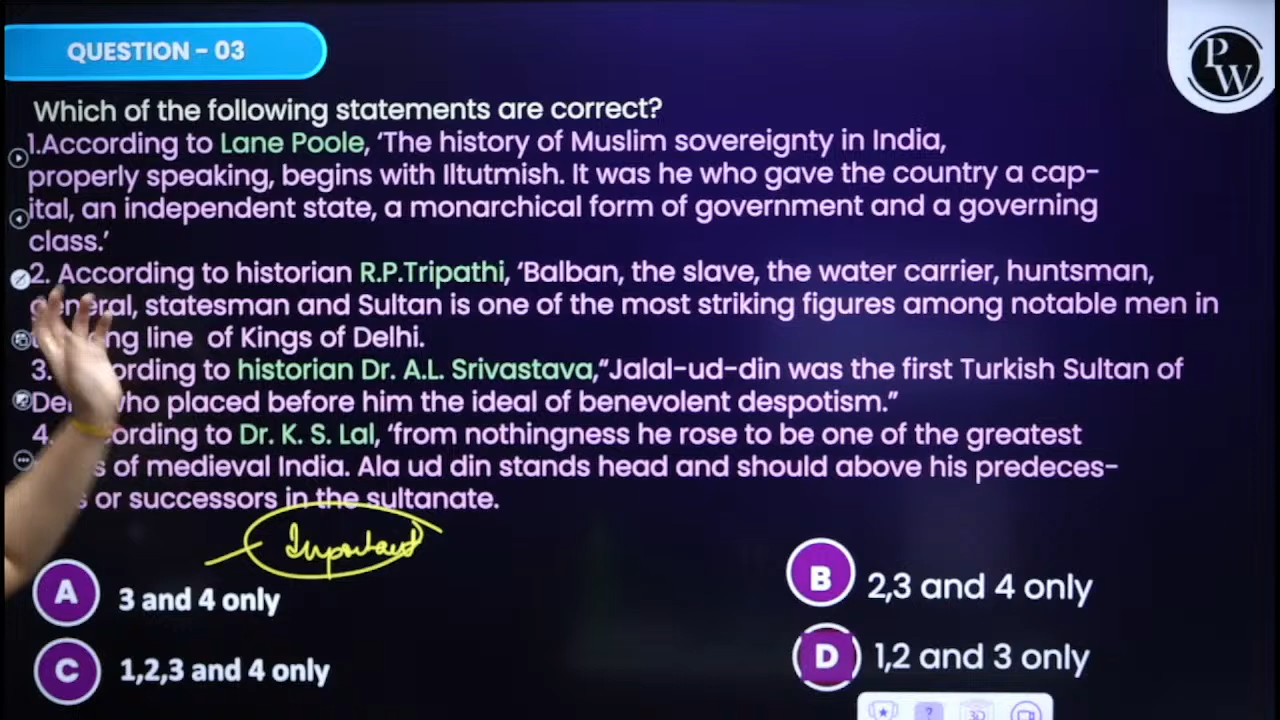 QUESTION - 03
PW
Which of the following statements are correct?
1.According to Lane Poole, ‘The history of Muslim sovereignty in India,
properly speaking, begins with Iltutmish. It was he who gave the country a cap-
ital, an independent state, a monarchical form of government and a governing
class.’
2. According to historian R.P.Tripathi, ‘Balban, the slave, the water carrier, huntsman,
general, statesman and Sultan is one of the most striking figures among notable men in
line of Kings of Delhi.
3. to historian Dr. A.L. Srivastava,“Jalal-ud-din was the first Turkish Sultan of
who placed before him the ideal of benevolent despotism.”
4. to Dr. K. S. Lal, ‘from nothingness he rose to be one of the greatest
of medieval India. Ala ud din stands head and should above his predeces-
or successors in the sultanate.
Important
A 3 and 4 only
B 2,3 and 4 only
C 1,2,3 and 4 only
D 1,2 and 3 only
?
3D